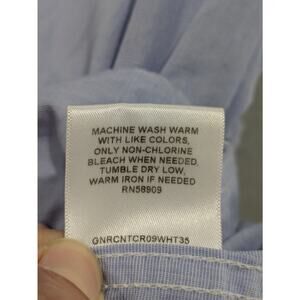 MACHINE WASH WARM
WITH LIKE COLORS,
ONLY NON-CHLORINE
BLEACH WHEN NEEDED,
TUMBLE DRY LOW,
WARM IRON IF NEEDED
RN58909
GNRCNTCR09WHT35